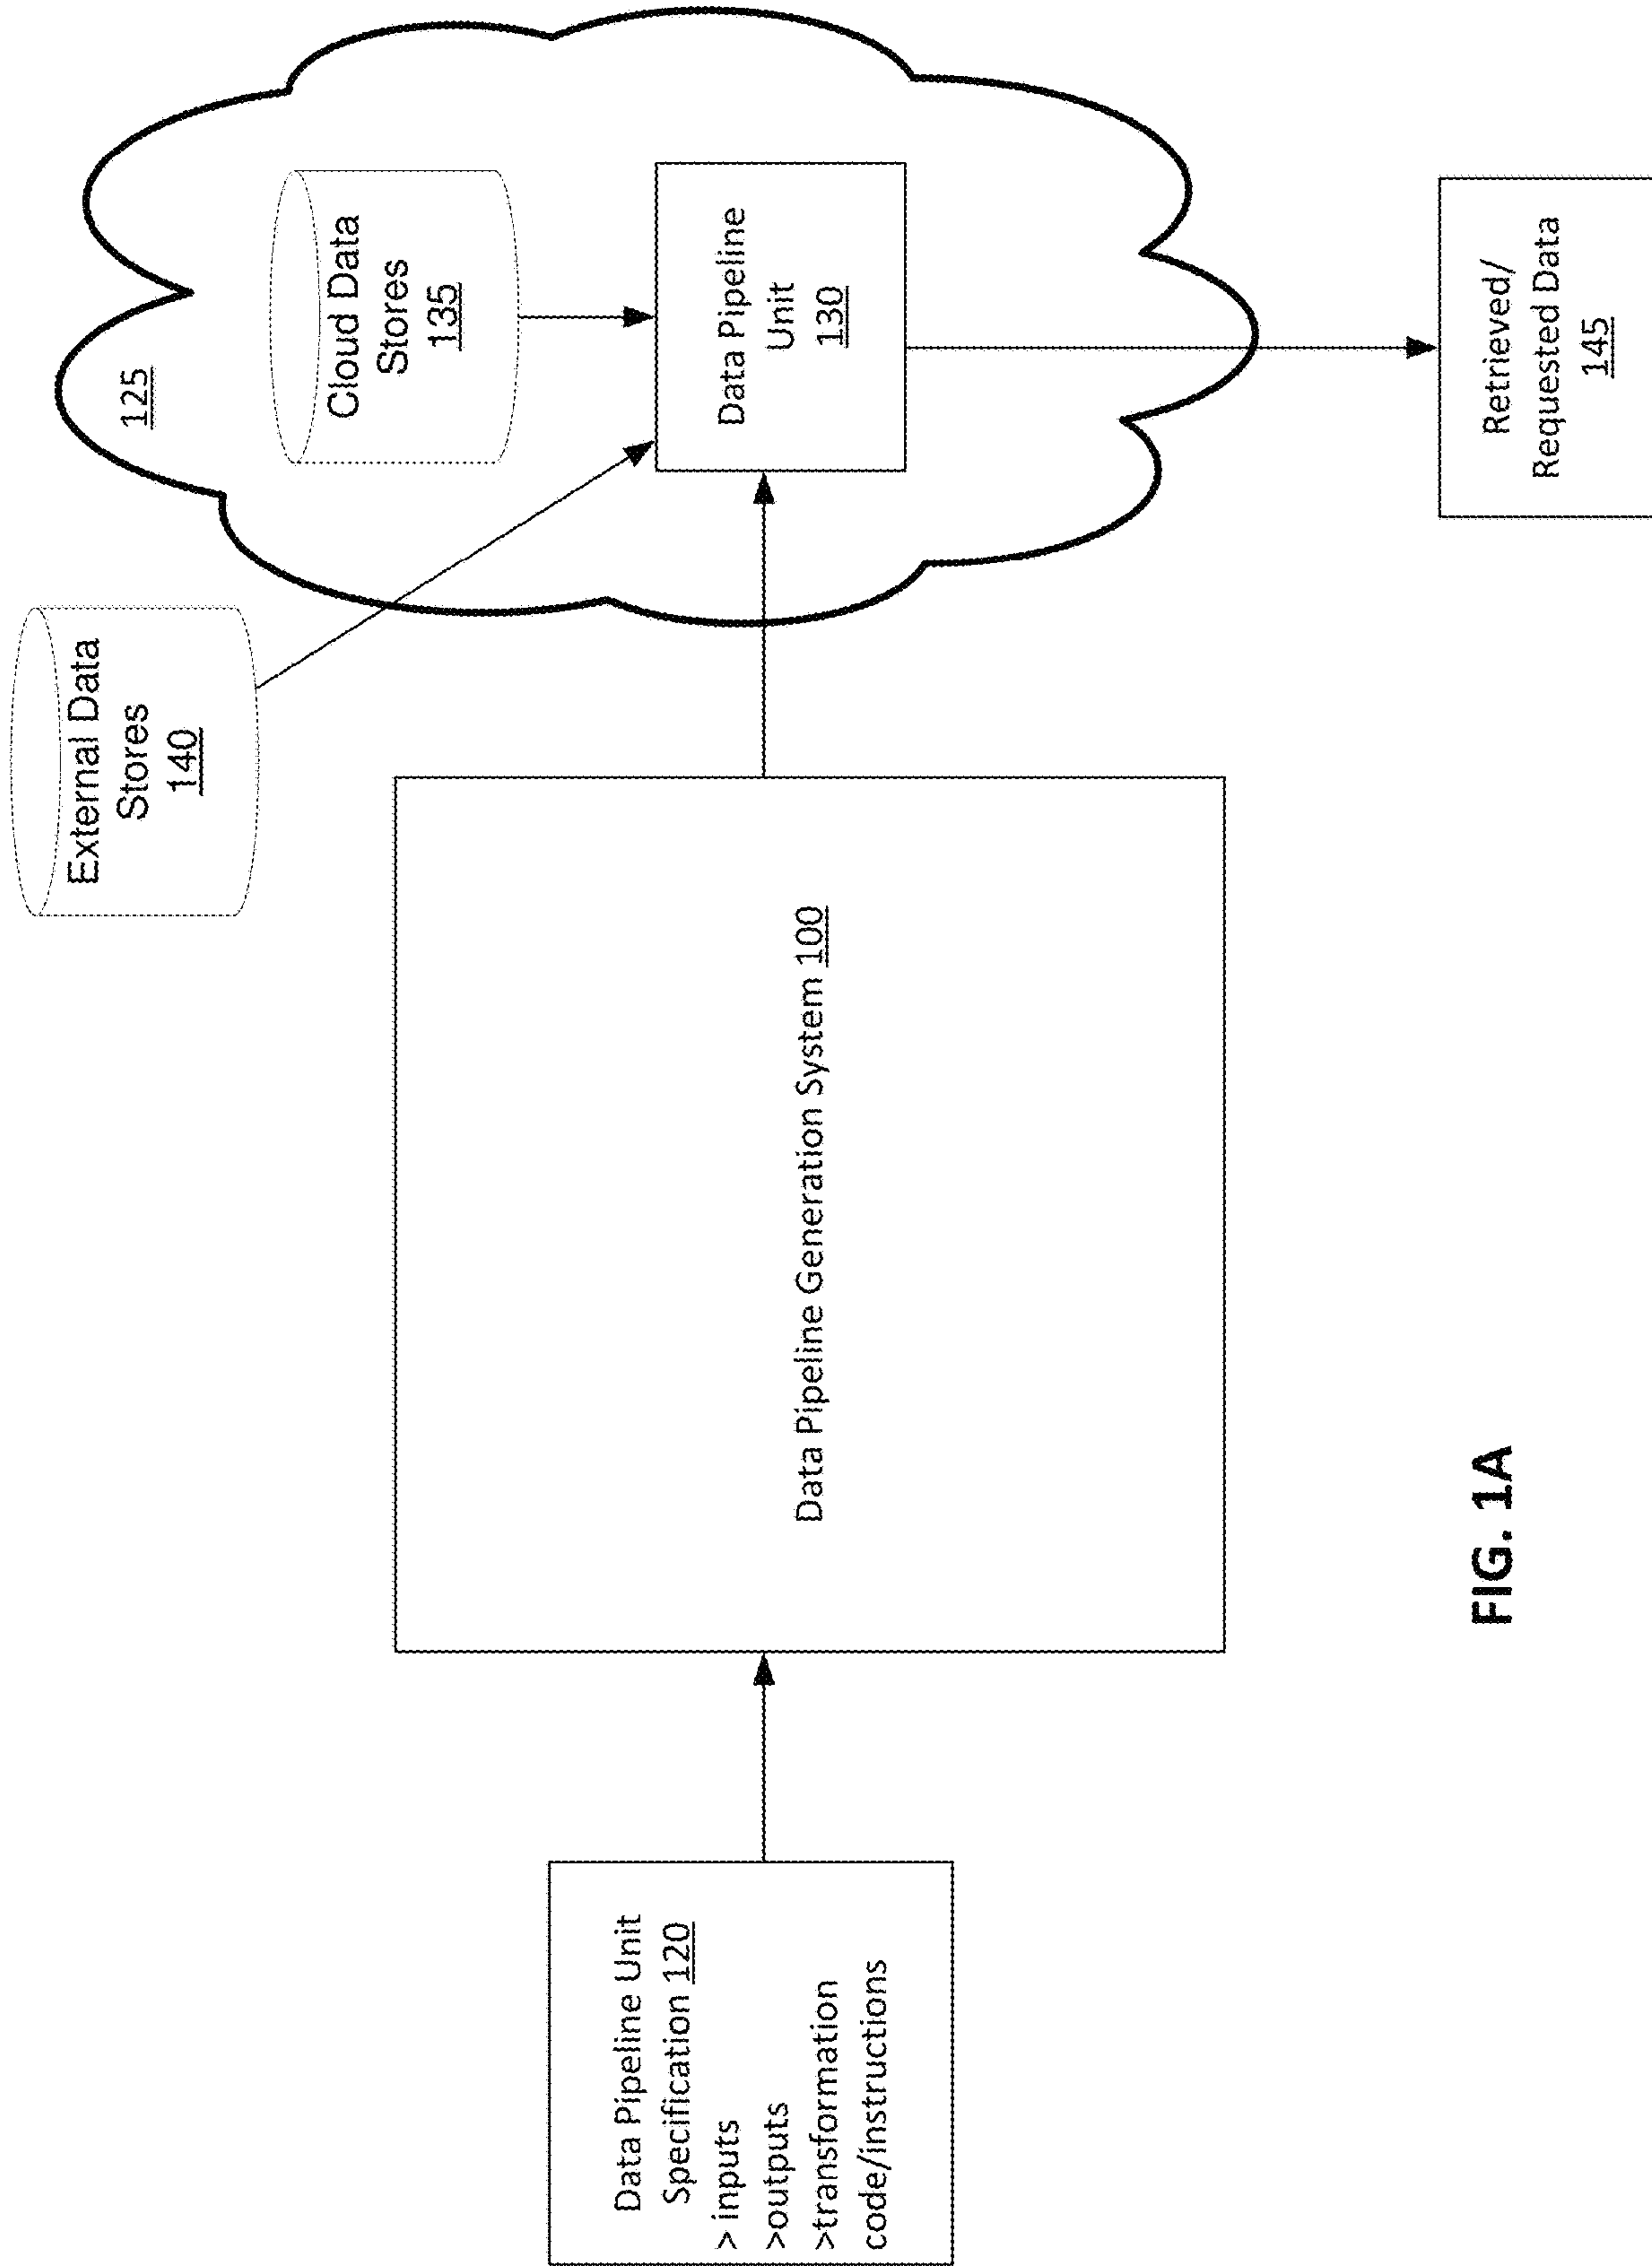 External Data
Stores
140
125
Cloud Data
Stores
135
Data Pipeline Unit
Specification 120
> inputs
>outputs
>transformation
code/instructions
Data Pipeline Generation System 100
Data Pipeline
Unit
130
Retrieved/
Requested Data
145
FIG. 1A